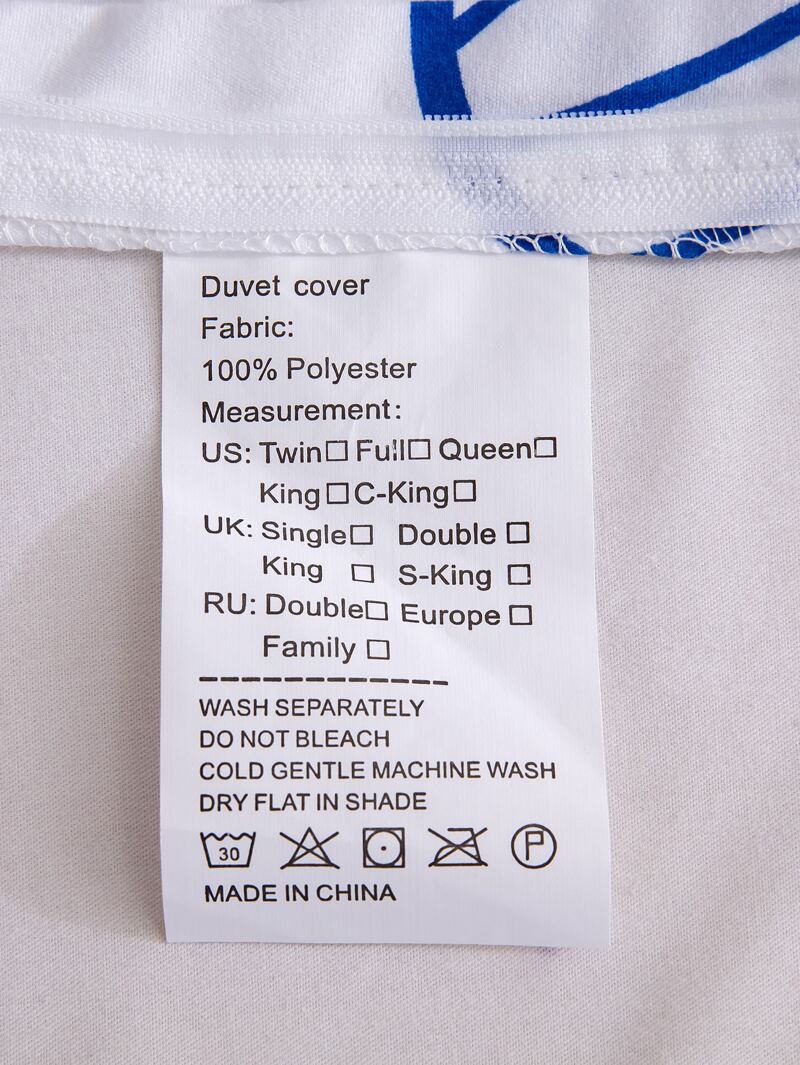 Duvet cover
Fabric:
100% Polyester
Measurement:
US: Twin□ Full□ Queen□
King□ C-King□
UK: Single□ Double □
King □ S-King □
RU: Double□ Europe □
Family □
WASH SEPARATELY
DO NOT BLEACH
COLD GENTLE MACHINE WASH
DRY FLAT IN SHADE
30 P
MADE IN CHINA